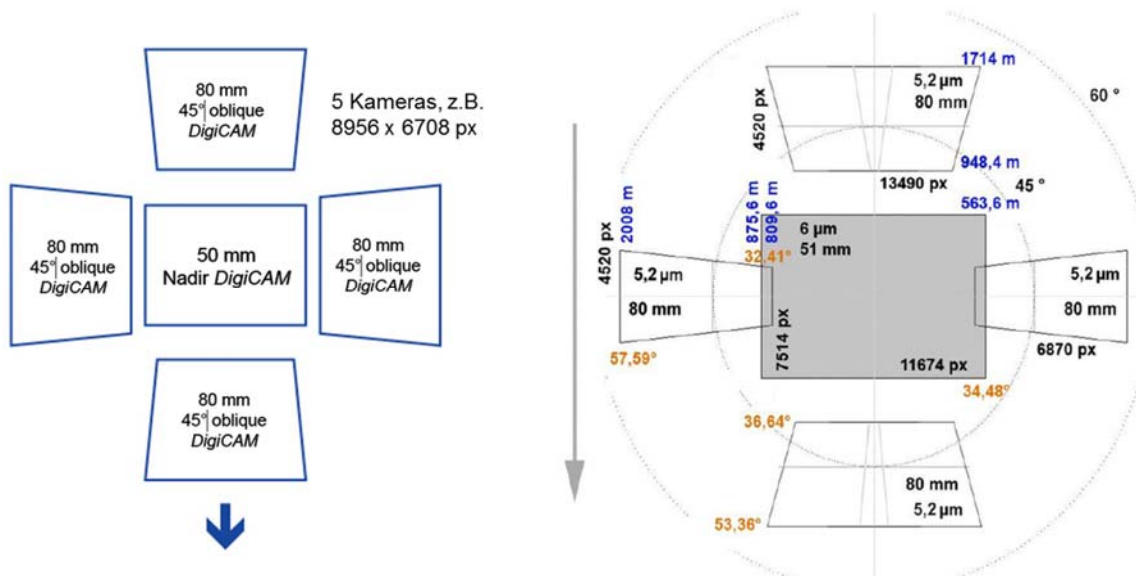 80 mm
45° oblique
DigiCAM
5 Kameras, z.B.
8956 x 6708 px
80 mm
45° oblique
DigiCAM
50 mm
Nadir DigiCAM
80 mm
45° oblique
DigiCAM
80 mm
45° oblique
DigiCAM
1714 m
5,2 µm
80 mm
60 °
4520 px
948,4 m
13490 px
45 °
563,6 m
2008 m
875,6 m
809,6 m
6 µm
51 mm
32,41°
4520 px
5,2 µm
80 mm
5,2 µm
80 mm
57,59°
7514 px
11674 px
6870 px
34,48°
36,64°
80 mm
5,2 µm
53,36°